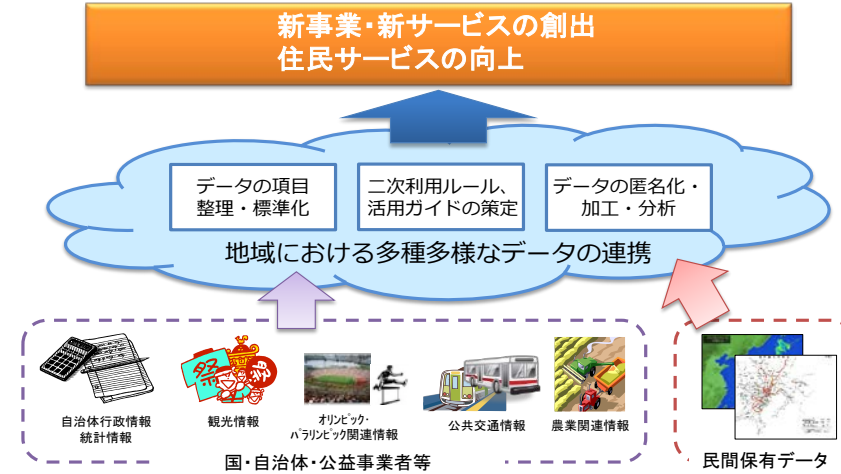 新事業・新サービスの創出
住民サービスの向上
データの項目
整理・標準化
二次利用ルール、
活用ガイドの策定
データの匿名化・
加工・分析
地域における多種多様なデータの連携
祭
自治体行政情報
統計情報
観光情報
ｵﾘﾝﾋﾟｯｸ・
ﾊﾟﾗﾘﾝﾋﾟｯｸ関連情報
公共交通情報
農業関連情報
国・自治体・公益事業者等
民間保有データ